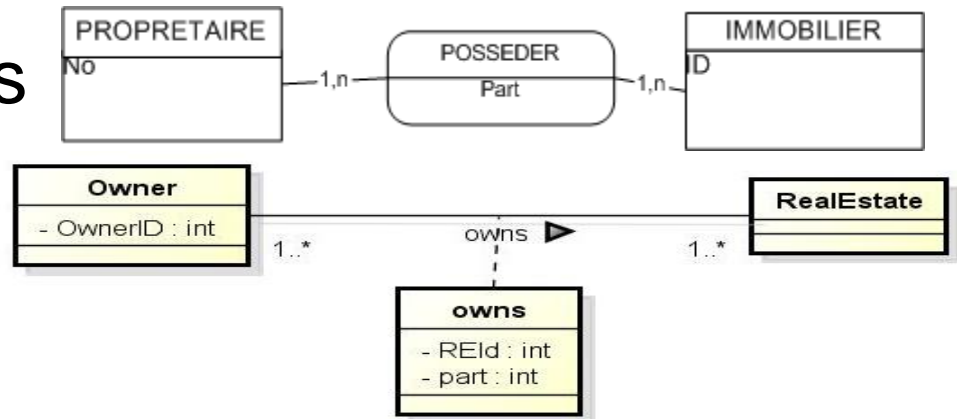 PROPRETAIRE
No
1,n
POSSEDER
Part
1,n
IMMOBILIER
ID
s
Owner
- OwnerID : int
1..*
owns
1..*
RealEstate
owns
- REId : int
- part : int